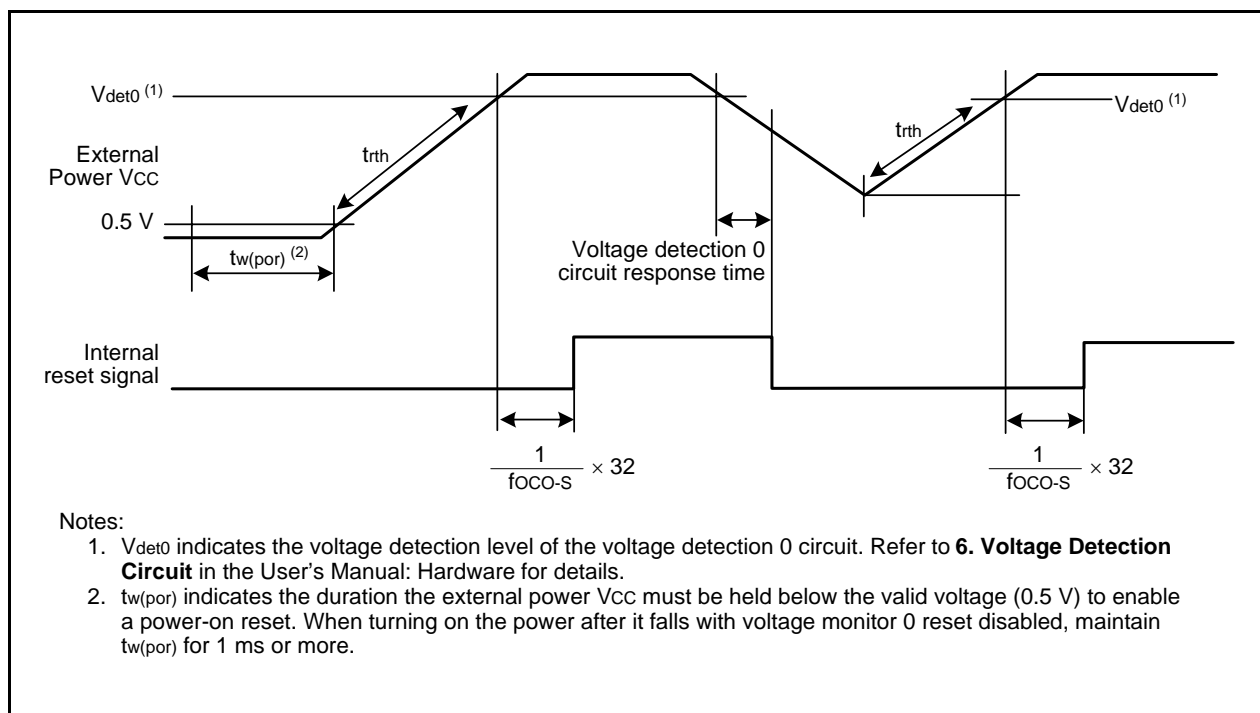 Vdet0 (1)
External
Power VCC
0.5 V
trth
tw(por) (2)
Voltage detection 0
circuit response time
trth
Vdet0 (1)
Internal
reset signal
1
fOCO-S
× 32
1
fOCO-S
× 32
Notes:
1. Vdet0 indicates the voltage detection level of the voltage detection 0 circuit. Refer to 6. Voltage Detection
Circuit in the User's Manual: Hardware for details.
2. tw(por) indicates the duration the external power VCC must be held below the valid voltage (0.5 V) to enable
a power-on reset. When turning on the power after it falls with voltage monitor 0 reset disabled, maintain
tw(por) for 1 ms or more.